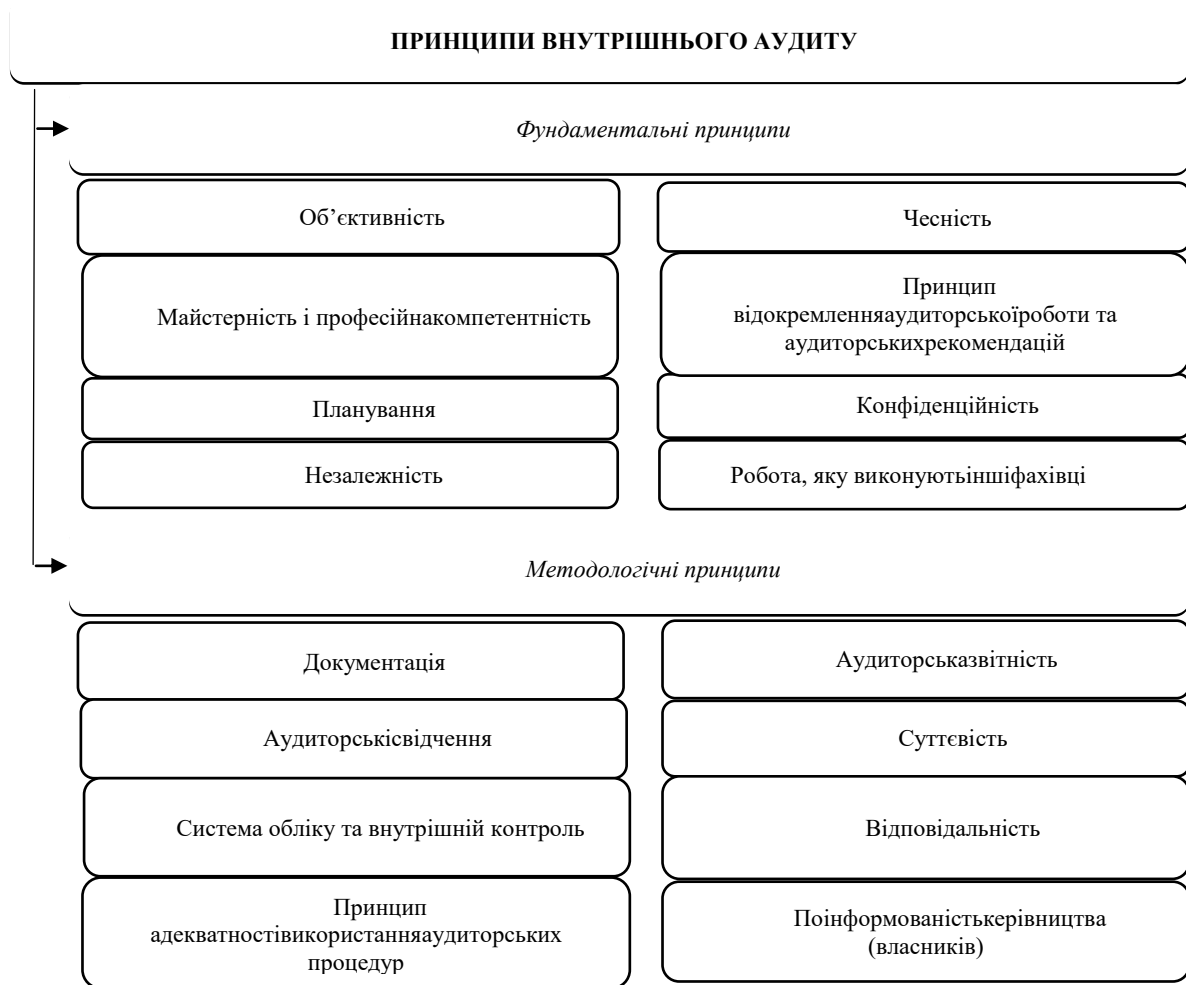 ПРИНЦИПИ ВНУТРІШНЬОГО АУДИТУ
Фундаментальні принципи
Об’єктивність
Чесність
Майстерність і професійнакомпетентність
Принцип
відокремленняаудиторськоїроботи та
аудиторськихрекомендацій
Планування
Конфіденційність
Незалежність
Робота, яку виконуютьіншіфахівці
Методологічні принципи
Документація
Аудиторськазвітність
Аудиторськісвідчення
Суттєвість
Система обліку та внутрішній контроль
Відповідальність
Принцип
адекватностівикористанняаудиторських
процедур
Поінформованістькерівництва
(власників)